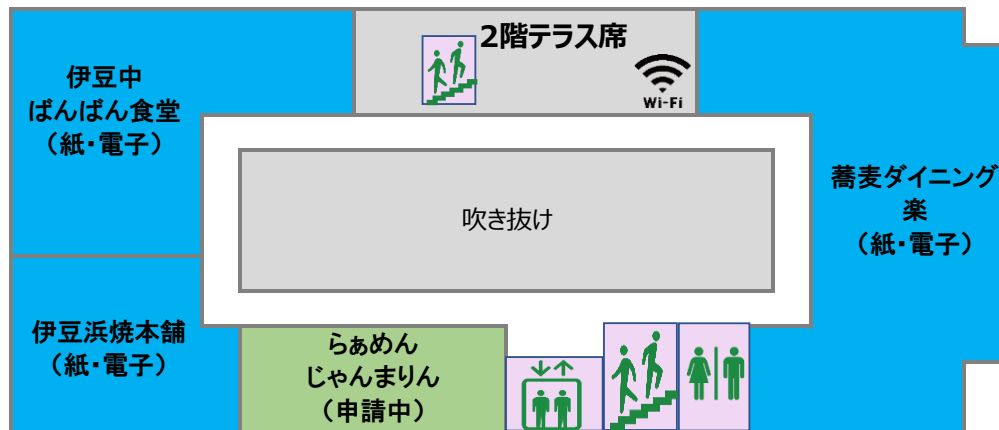 2階テラス席
Wi-Fi
伊豆中
ばんばん食堂
（紙・電子）
吹き抜け
蕎麦ダイニング
楽
（紙・電子）
伊豆浜焼本舗
（紙・電子）
らぁめん
じゃんまりん
（申請中）